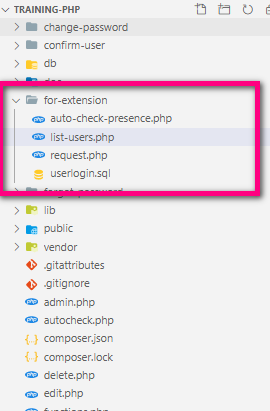 TRAINING-PHP
change-password
confirm-user
db
for-extension
auto-check-presence.php
list-users.php
request.php
userlogin.sql
forgot-password
lib
public
vendor
.gitattributes
.gitignore
admin.php
autocheck.php
composer.json
composer.lock
delete.php
edit.php
functions.php